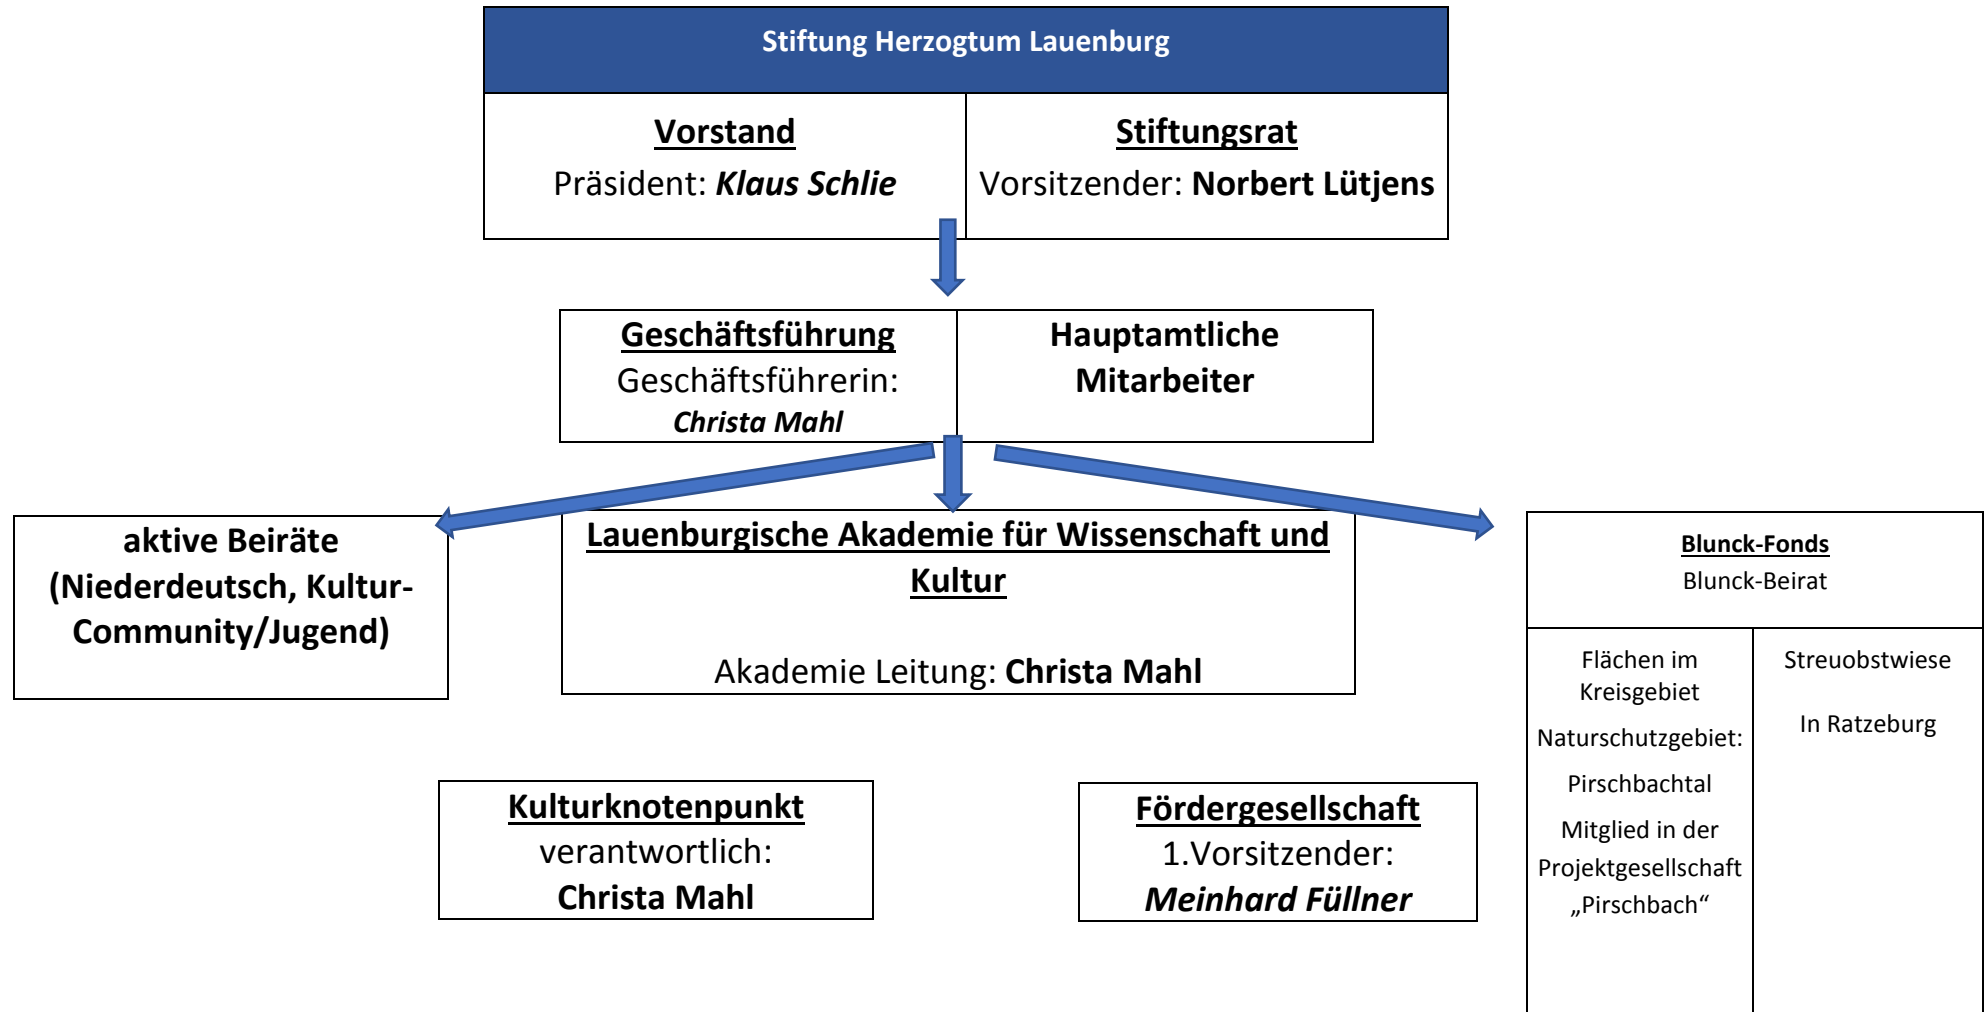 Stiftung Herzogtum Lauenburg
Vorstand
Präsident: Klaus Schlie
Stiftungsrat
Vorsitzender: Norbert Lütjens
Geschäftsführung
Geschäftsführerin:
Christa Mahl
Hauptamtliche
Mitarbeiter
aktive Beiräte
(Niederdeutsch, Kultur-
Community/Jugend)
Lauenburgische Akademie für Wissenschaft und
Kultur
Akademie Leitung: Christa Mahl
Blunck-Fonds
Blunck-Beirat
Flächen im
Kreisgebiet
Naturschutzgebiet:
Pirschbachtal
Mitglied in der
Projektgesellschaft
„Pirschbach“
Streuobstwiese
In Ratzeburg
Kulturknotenpunkt
verantwortlich:
Christa Mahl
Fördergesellschaft
1.Vorsitzender:
Meinhard Füllner